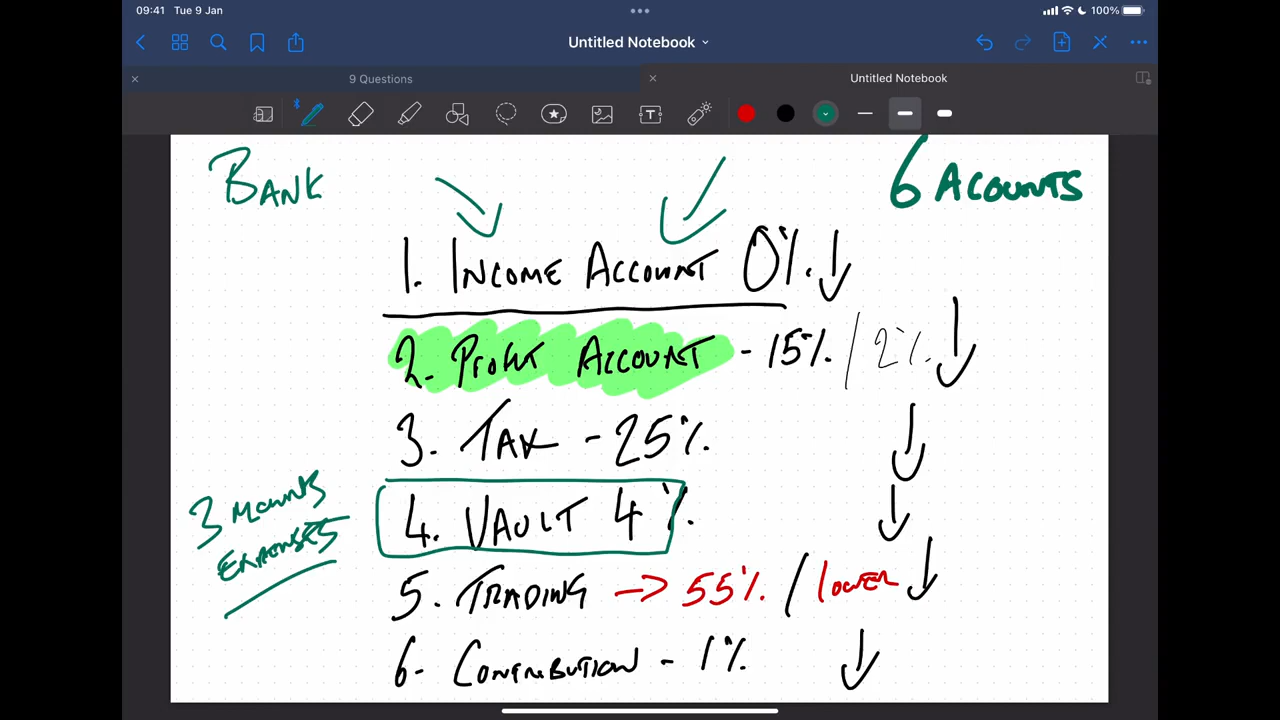 09:41 Tue 9 Jan
100%
Untitled Notebook
9 Questions
Untitled Notebook
T
BANK
6 ACOUNTS
1. INCOME ACCOUNT 0%
2. PROFIT ACCOUNT - 15% / 2%
3. TAX - 25%
4. VAULT 4%
3 MOUNTS
EXPENSES
5. TRADING → 55% / LOWER
6 - CONTRIBUTION - 1%